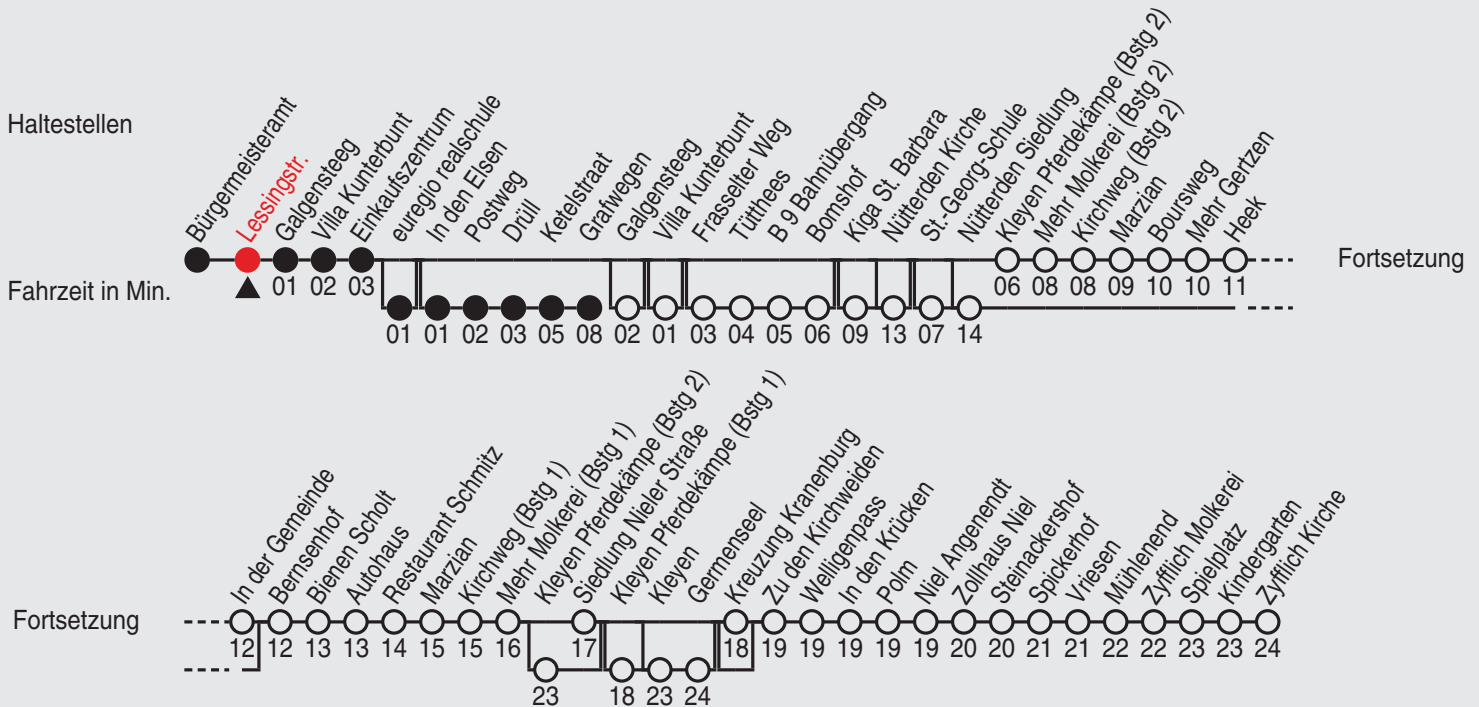 Haltestellen
Bürgermeisteramt
Lessingstr.
Galgensteeg
Villa Kunterbunt
Einkaufszentrum
euregio realschule
In den Elsen
Postweg
Drüll
Ketelstraat
Grafwegen
Galgensteeg
Villa Kunterbunt
Frasselter Weg
Tütthees
B 9 Bahnübergang
Bomshof
Kiga St. Barbara
Nütterden Kirche
St.-Georg-Schule
Nütterden Siedlung
Kleyen Pferdekämpe (Bstg 2)
Mehr Molkerei (Bstg 2)
Kirchweg (Bstg 2)
Marzian
Boursweg
Mehr Gertzen
Heek
Fortsetzung
Fahrzeit in Min.
01 02 03 06 08 08 09 10 10 11
01 01 02 03 05 08 02 01 03 04 05 06 09 13 07 14
Fortsetzung
In der Gemeinde
Bernsenhof
Bienen Scholt
Autohaus
Restaurant Schmitz
Marzian
Kirchweg (Bstg 1)
Mehr Molkerei (Bstg 1)
Kleyen Pferdekämpe (Bstg 2)
Siedlung Nieler Straße
Kleyen Pferdekämpe (Bstg 1)
Kleyen
Germenseel
Kreuzung Kranenburg
Zu den Kirchweiden
Welligenpass
In den Krücken
Polm
Niel Angenendt
Zollhaus Niel
Steinackershof
Spickerhof
Vriesen
Mühlenend
Zyfflich Molkerei
Spielplatz
Kindergarten
Zyfflich Kirche
12 12 13 13 14 15 15 16 17 18 19 19 19 19 19 20 20 21 21 22 22 23 23 24
23 18 23 24